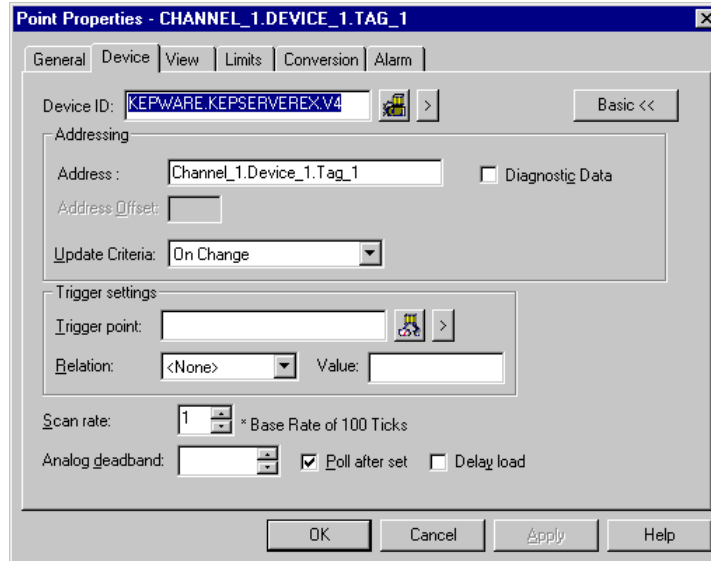 Point Properties - CHANNEL_1.DEVICE_1.TAG_1
General Device View Limits Conversion Alarm
Device ID: KEPWARE.KEPSERVEREX.V4 > Basic <<
Addressing
Address : Channel_1.Device_1.Tag_1 Diagnostic Data
Address Offset:
Update Criteria: On Change
Trigger settings
Trigger point: >
Relation: <None> Value:
Scan rate: 1 * Base Rate of 100 Ticks
Analog deadband: Poll after set Delay load
OK Cancel Apply Help